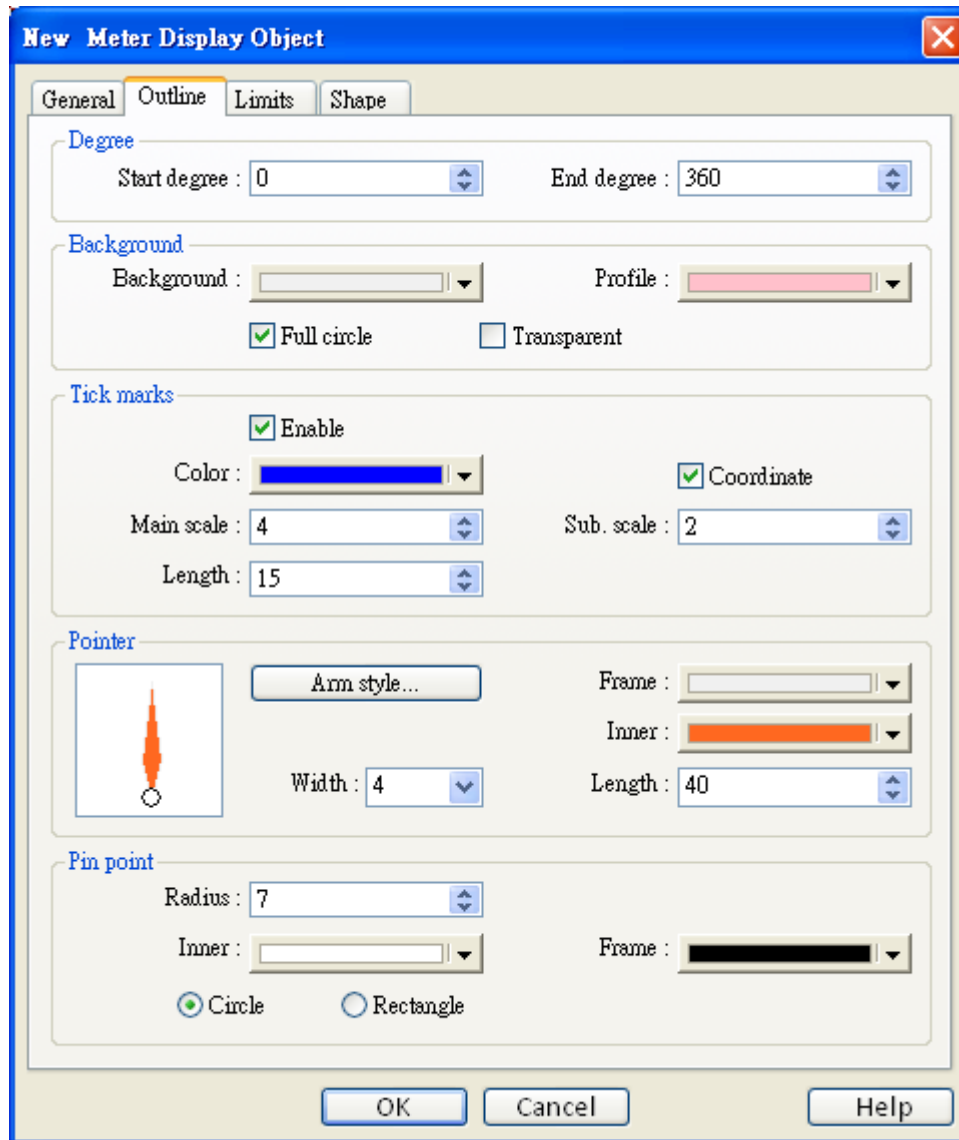 New Meter Display Object
General Outline Limits Shape
Degree
Start degree : 0 End degree : 360
Background
Background : Profile :
Full circle Transparent
Tick marks
Enable
Color : Coordinate
Main scale : 4 Sub. scale : 2
Length : 15
Pointer
Arm style... Frame :
Inner :
Width : 4 Length : 40
Pin point
Radius : 7
Inner : Frame :
Circle Rectangle
OK Cancel Help